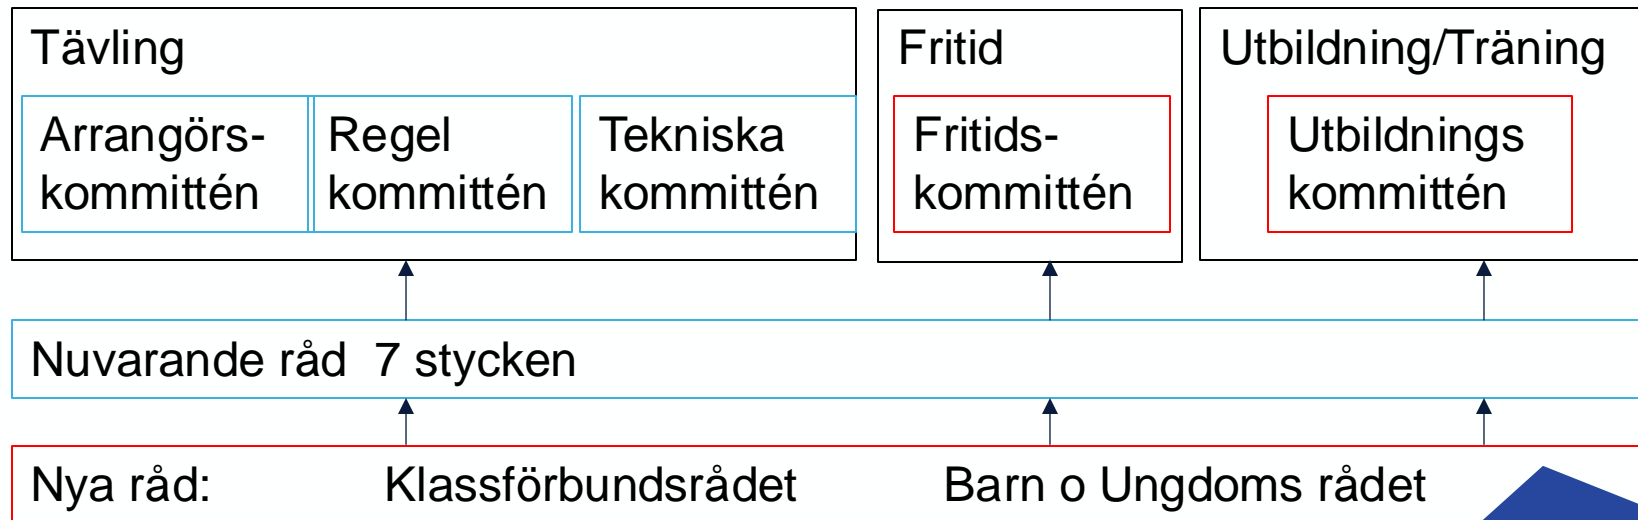 Tävling
Arrangörs-
kommittén
Regel
kommittén
Tekniska
kommittén
Fritid
Fritids-
kommittén
Utbildning/Träning
Utbildnings
kommittén
Nuvarande råd 7 stycken
Nya råd: Klassförbundsrådet Barn o Ungdoms rådet